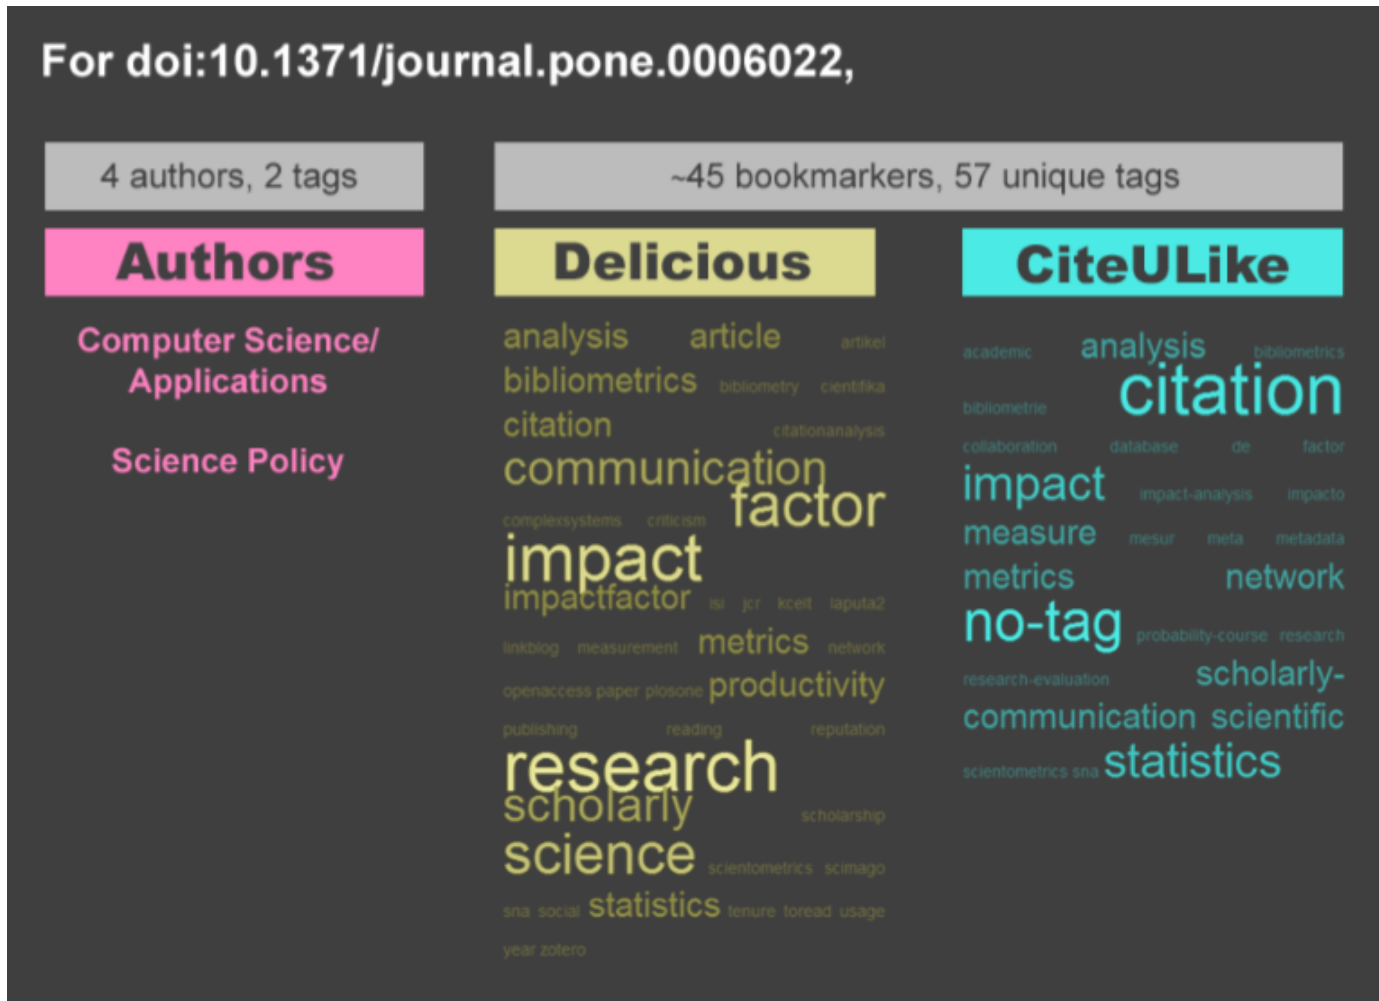 For doi:10.1371/journal.pone.0006022,
4 authors, 2 tags
~45 bookmarkers, 57 unique tags
Authors
Computer Science/
Applications
Science Policy
Delicious
analysis article artikel
bibliometrics bibliometry cientifika
citation citationanalysis
communication
complexsystems criticism factor
impact
impactfactor isi jcr kcelt laputa2
linkblog measurement metrics network
openaccess paper plosone productivity
publishing reading reputation
research
scholarly scholarship
science scientometrics scimago
sna social statistics tenure toread usage
year zotero
CiteULike
academic analysis bibliometrics
bibliometrie citation
collaboration database de factor
impact impact-analysis impacto
measure mesur meta metadata
metrics network
no-tag probability-course research
research-evaluation scholarly-
communication scientific
scientometrics sna statistics